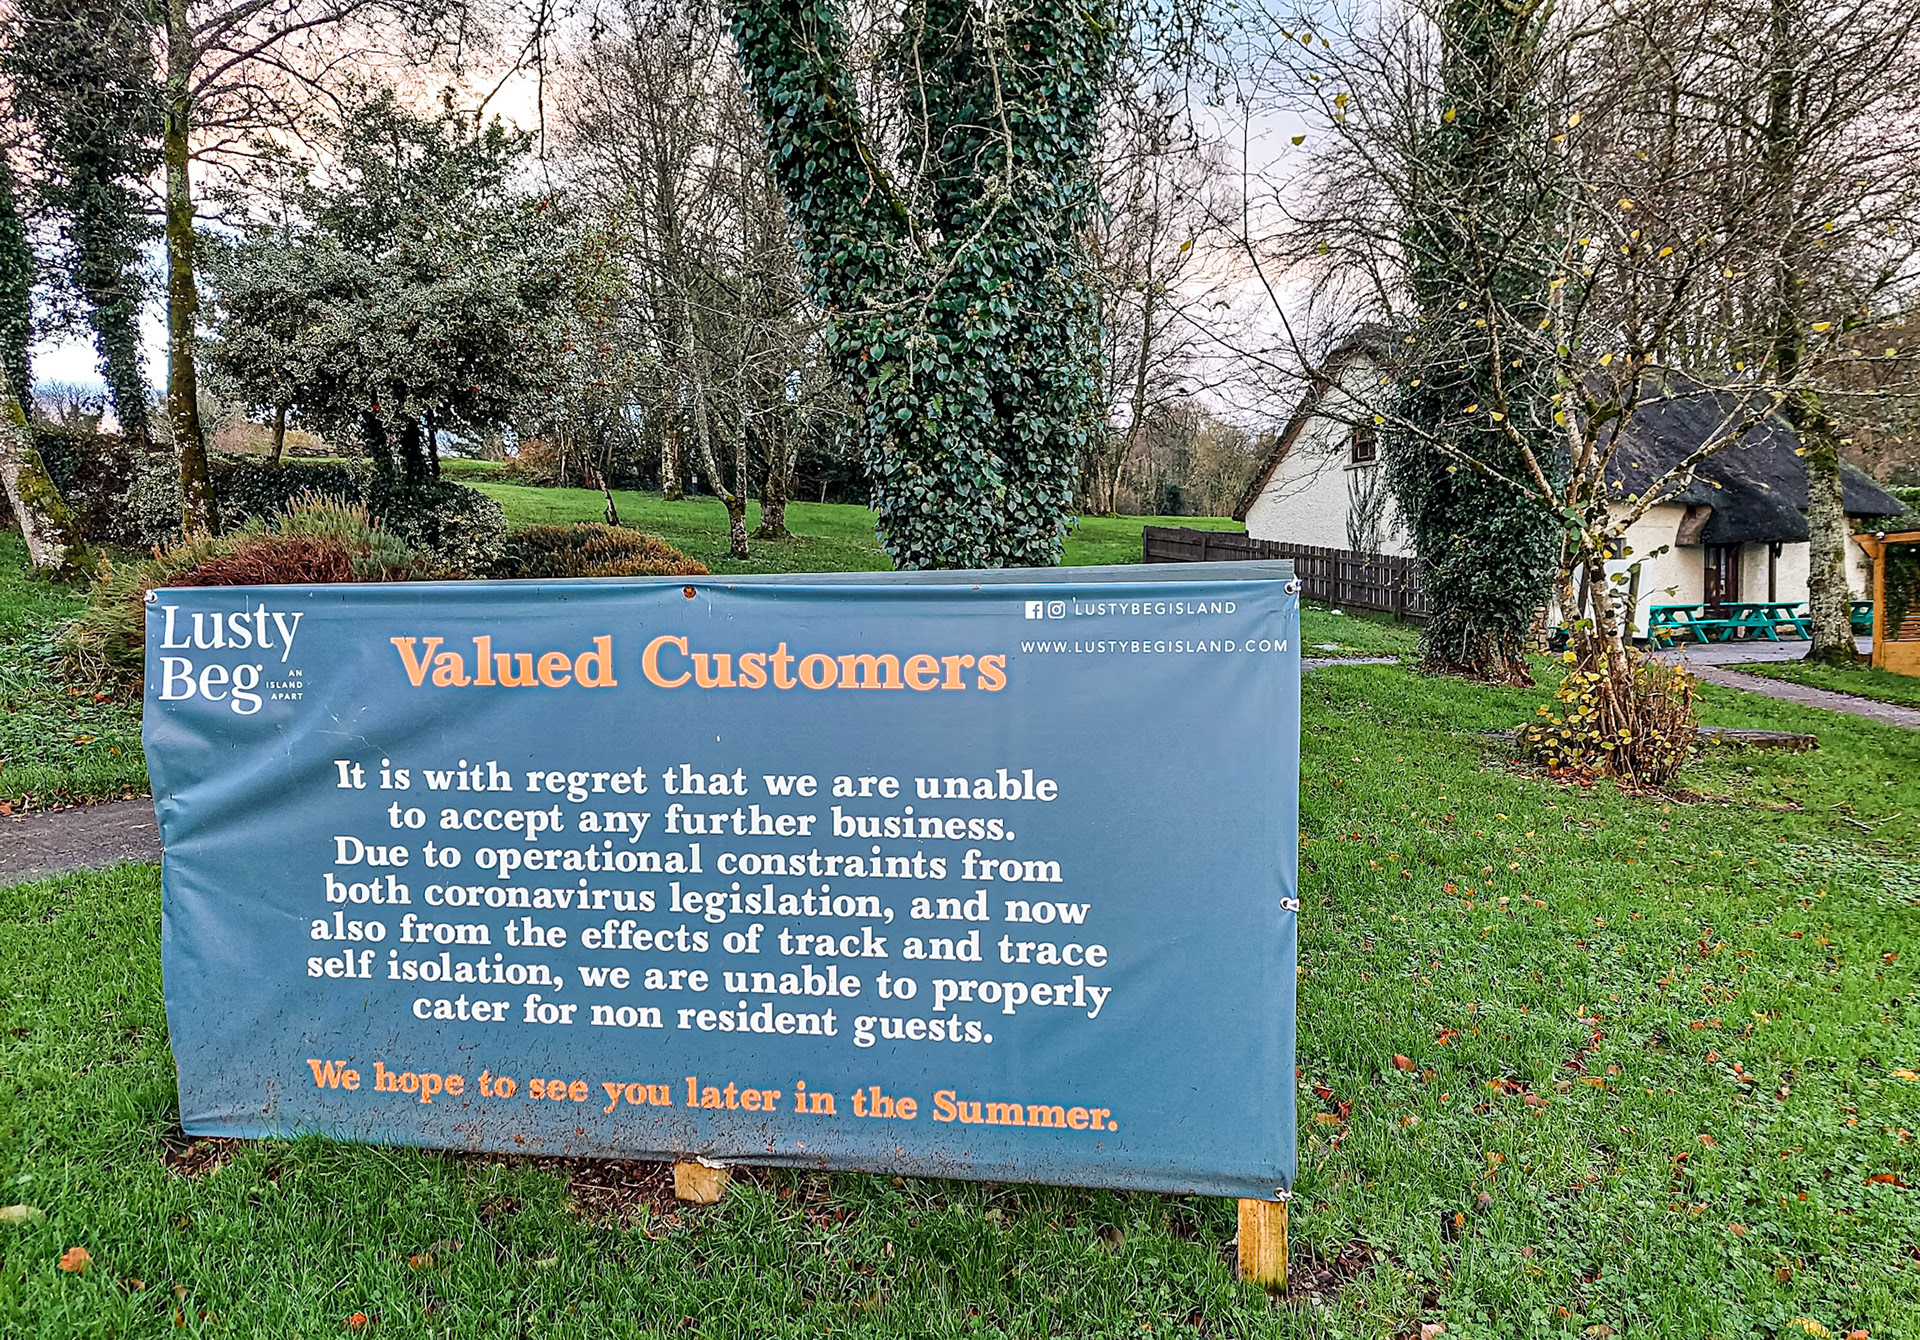 Lusty
Beg
AN
ISLAND
APART
LUSTYBEGISLAND
WWW.LUSTYBEGISLAND.COM
Valued Customers
It is with regret that we are unable
to accept any further business.
Due to operational constraints from
both coronavirus legislation, and now
also from the effects of track and trace
self isolation, we are unable to properly
cater for non resident guests.
We hope to see you later in the Summer.